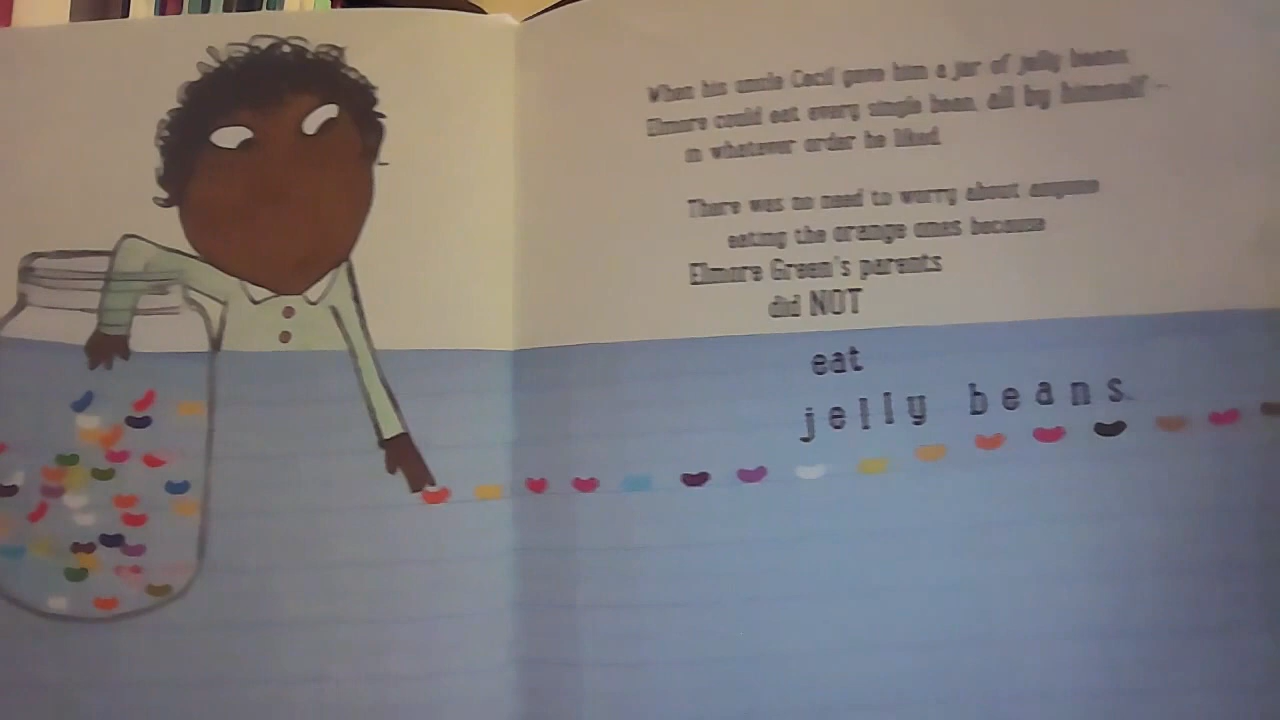 When his uncle Cecil gave him a jar of jelly beans
Elmore could eat every single bean, all by himself –
in whatever order he liked.
There was no need to worry about anyone
eating the orange ones because
Elmore Green's parents
did NOT
eat
jelly beans.